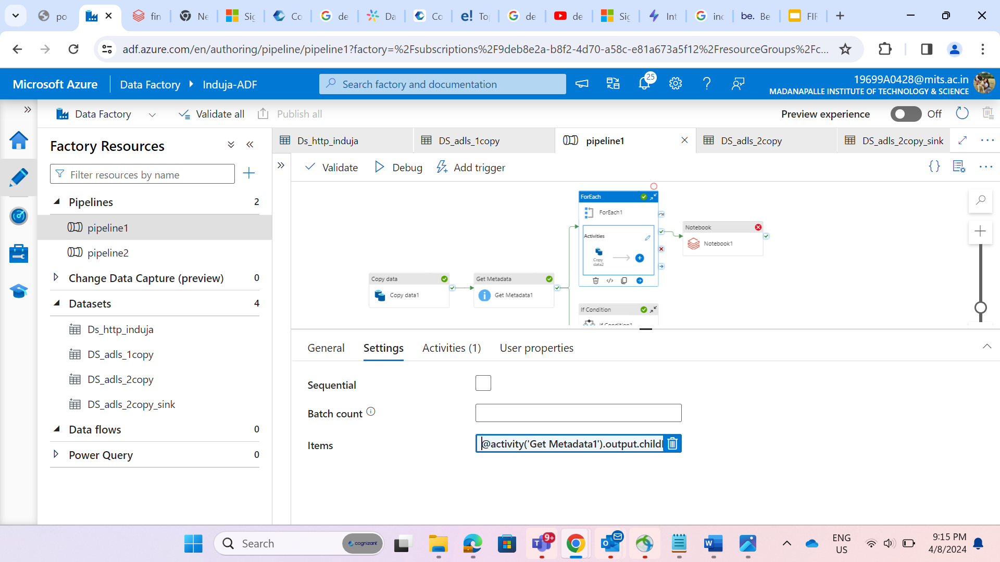 po
fin
Ne
Sig
Co
de
Da
Co
e! To
de
de
Sig
Int
inc
be. Be
FIR
adf.azure.com/en/authoring/pipeline/pipeline1?factory=%2Fsubscriptions%2F9deb8e2a-b8f2-4d70-a58c-e81a673a5f12%2FresourceGroups%2Fc...
Microsoft Azure
Data Factory
Induja-ADF
Search factory and documentation
25
19699A0428@mits.ac.in
MADANAPALLE INSTITUTE OF TECHNOLOGY & SCIENCE
Data Factory
Validate all
Publish all
Preview experience
Off
Factory Resources
Filter resources by name
Pipelines 2
pipeline1
pipeline2
Change Data Capture (preview) 0
Datasets 4
Ds_http_induja
DS_adls_1copy
DS_adls_2copy
DS_adls_2copy_sink
Data flows 0
Power Query 0
Ds_http_induja
DS_adls_1copy
pipeline1
DS_adls_2copy
DS_adls_2copy_sink
Validate
Debug
Add trigger
Copy data
Copy data1
Get Metadata
Get Metadata1
ForEach
ForEach1
Activities
Copy
data2
Notebook
Notebook1
If Condition
If Condition1
General
Settings
Activities (1)
User properties
Sequential
Batch count
Items
@activity('Get Metadata1').output.childI
Search
cognizant
9+
ENG
US
9:15 PM
4/8/2024